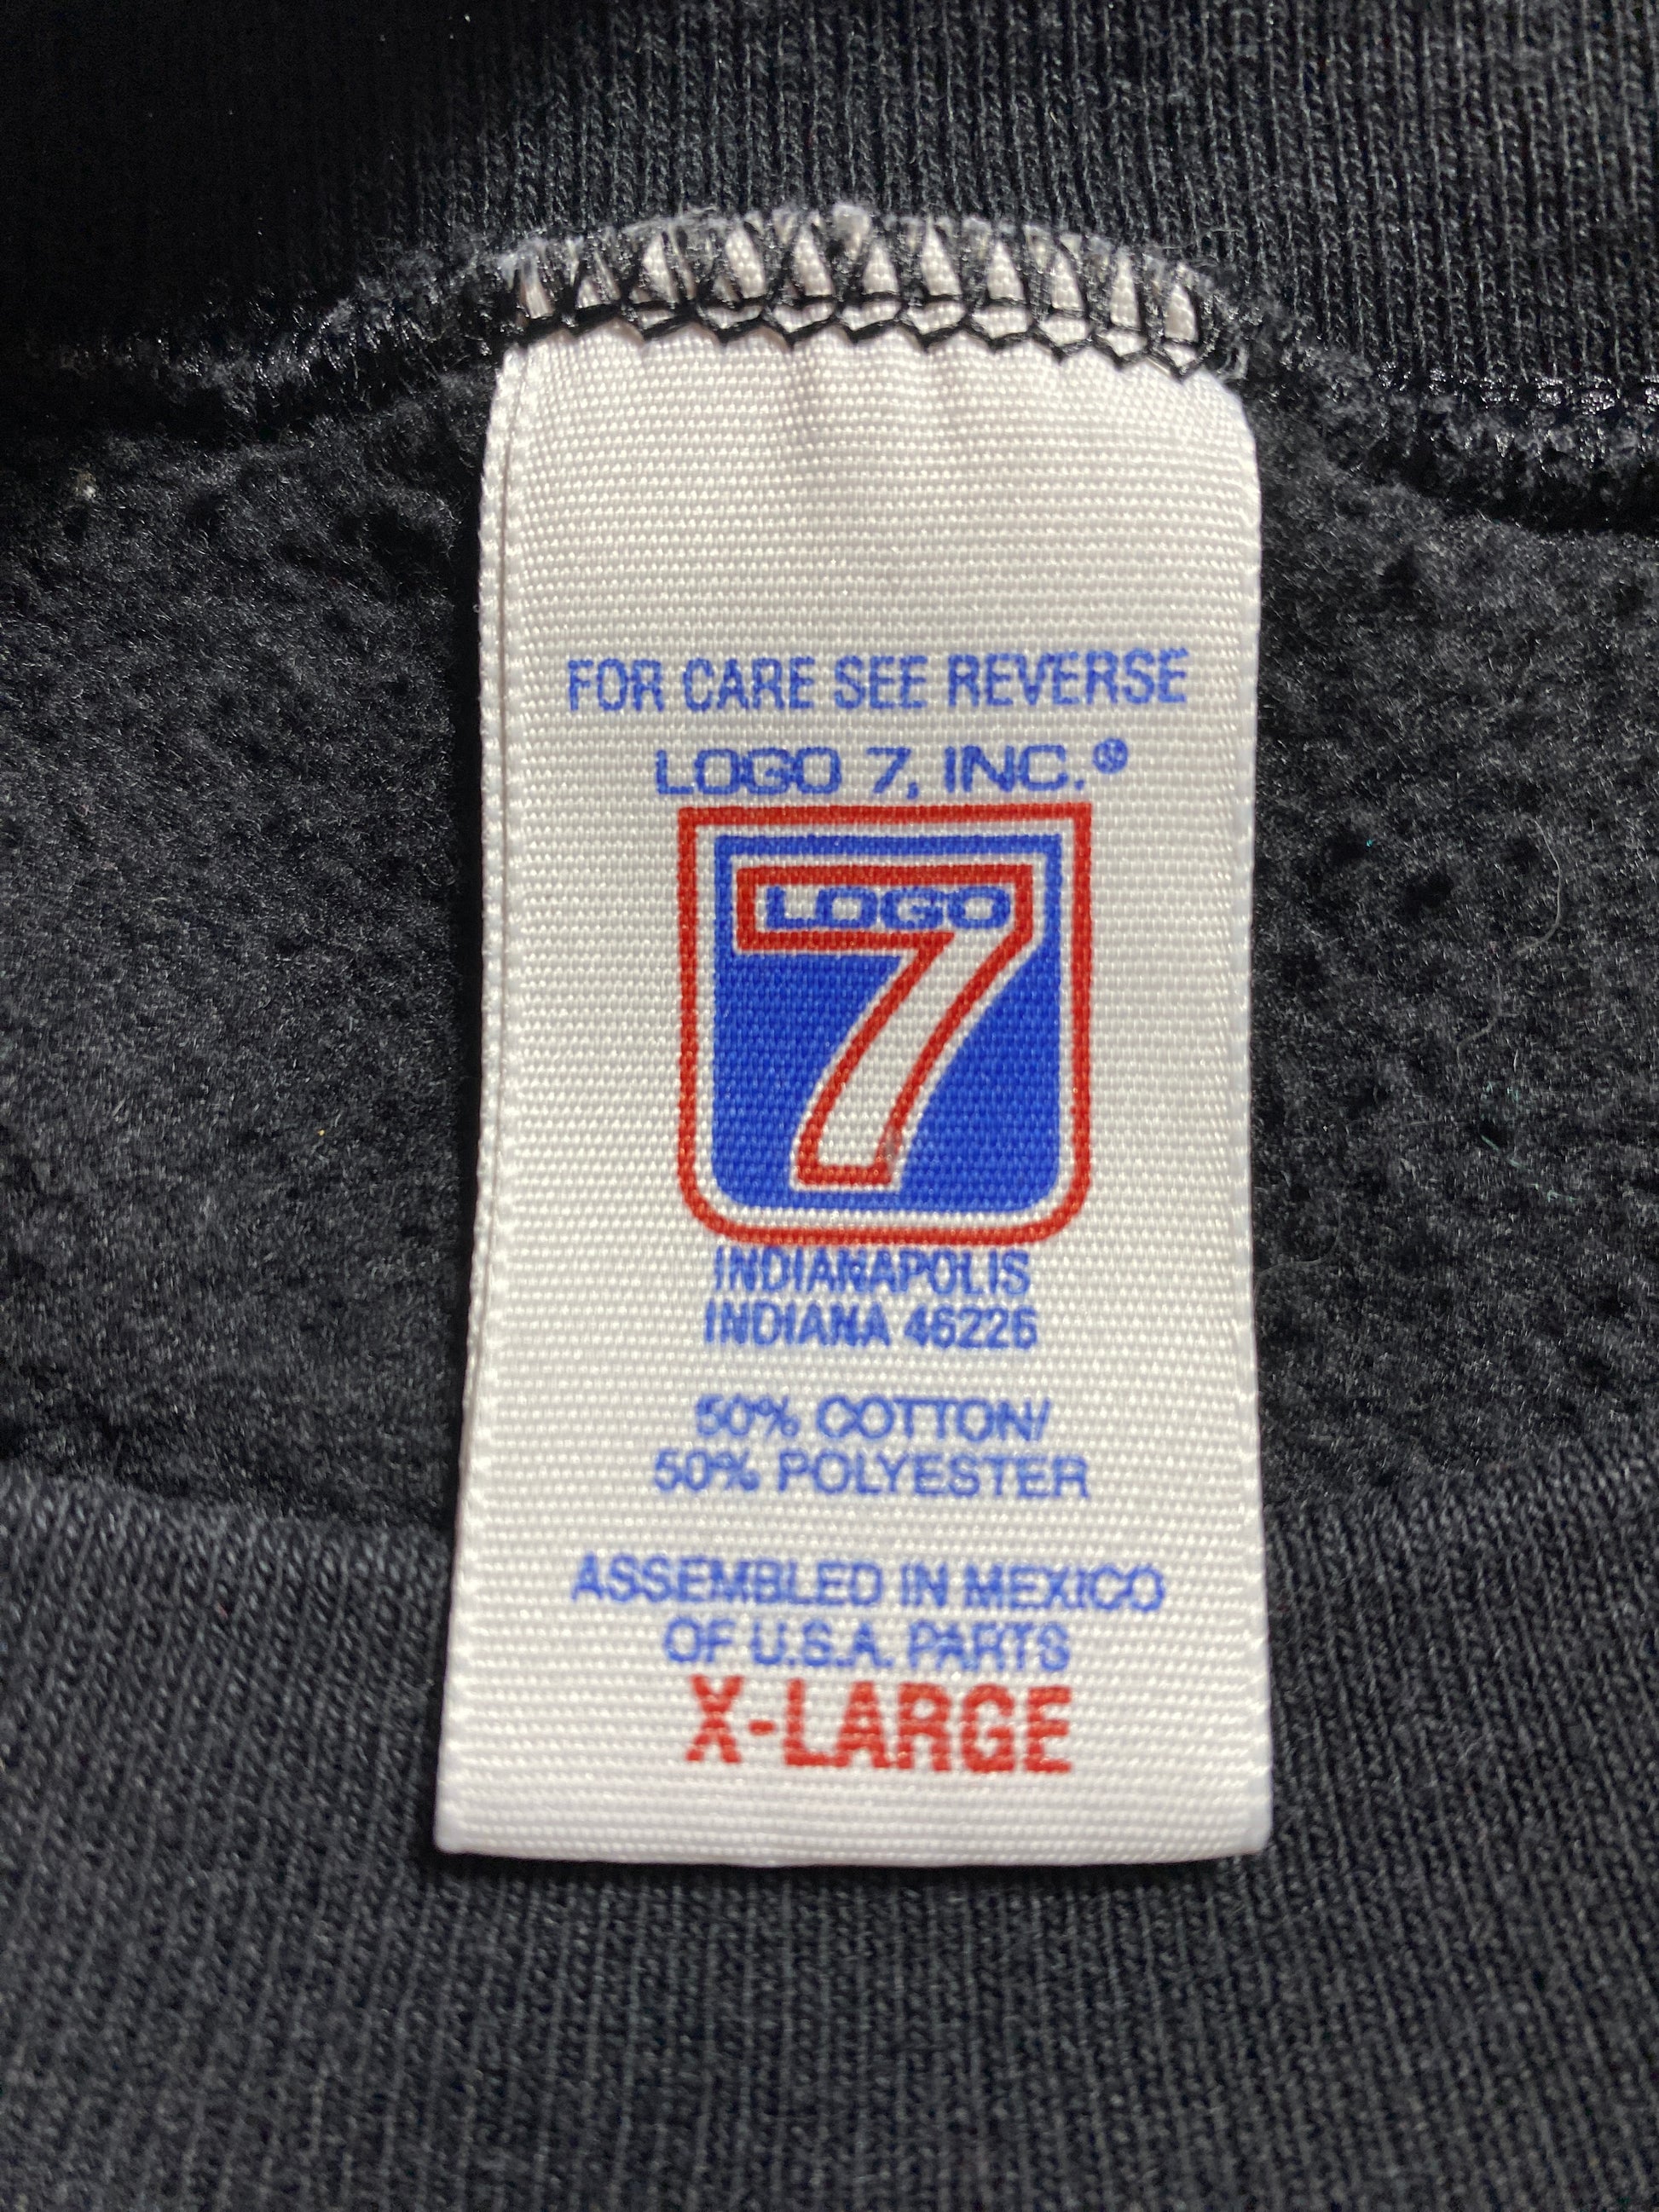 FOR CARE SEE REVERSE
LOGO 7, INC.®
LOGO
7
INDIANAPOLIS
INDIANA 46226
50% COTTON/
50% POLYESTER
ASSEMBLED IN MEXICO
OF U.S.A. PARTS
X-LARGE